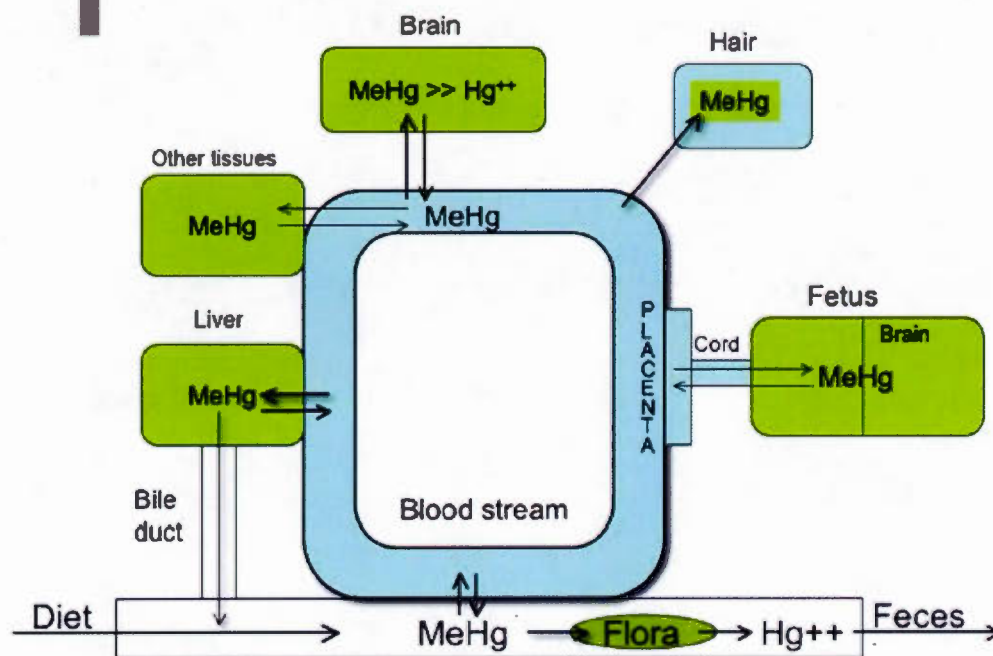 Brain
MeHg >> Hg⁺⁺
Hair
MeHg
Other tissues
MeHg
MeHg
Liver
MeHg
PLACENTA
Cord
Fetus
Brain
MeHg
Bile
duct
Blood stream
Diet
MeHg
Flora
Hg++
Feces